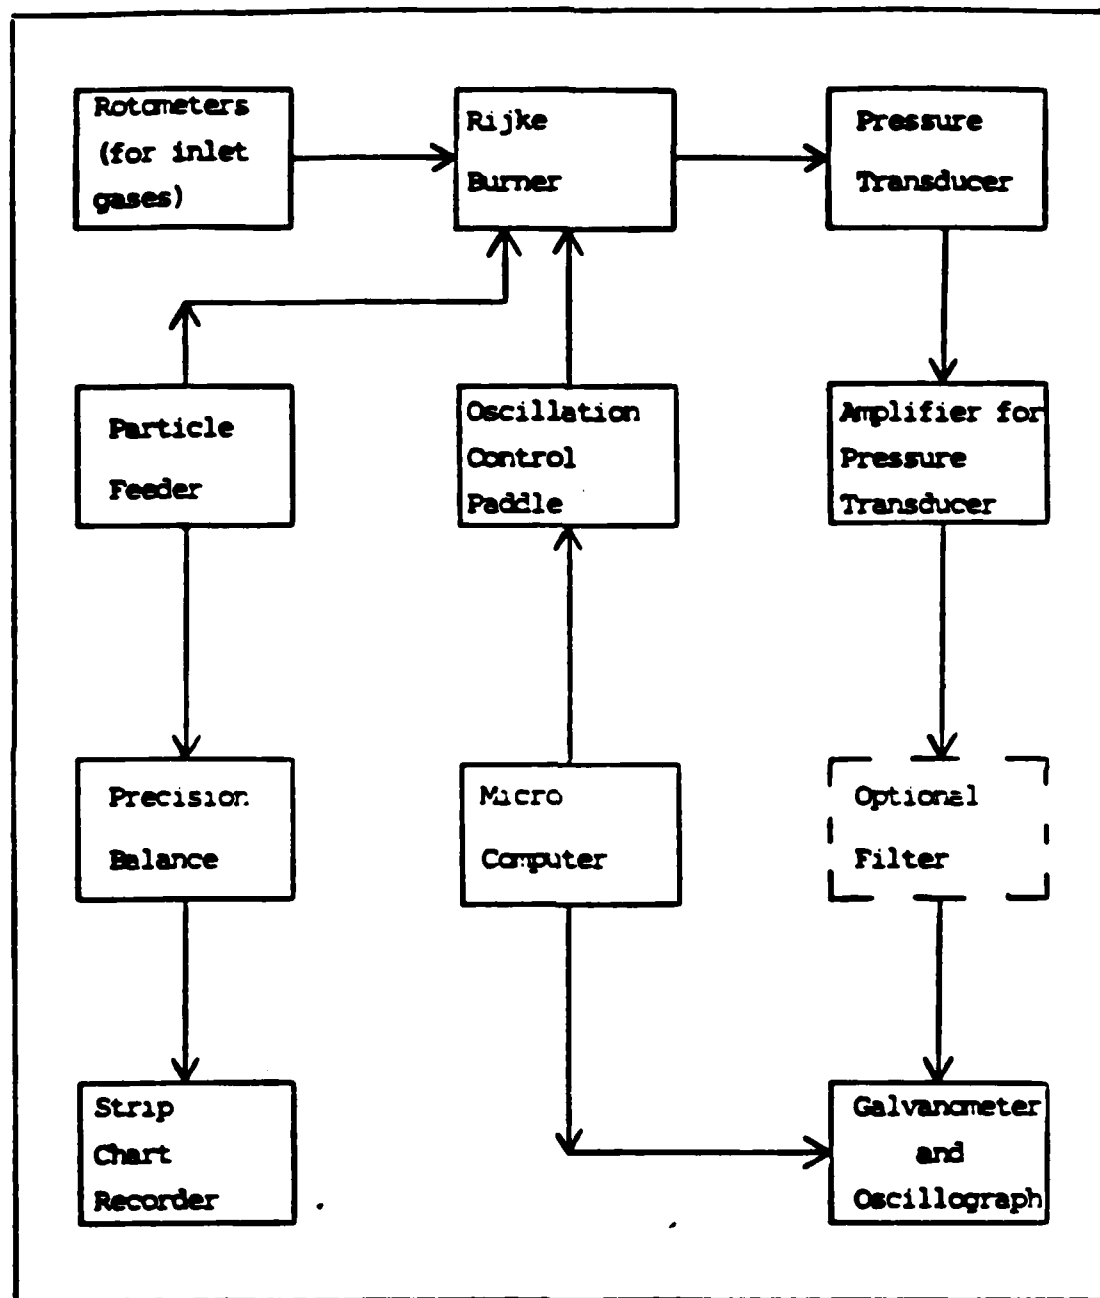 Rotometers
(for inlet
gases)
Rijke
Burner
Pressure
Transducer
Particle
Feeder
Oscillation
Control
Paddle
Amplifier for
Pressure
Transducer
Precision
Balance
Micro
Computer
Optional
Filter
Strip
Chart
Recorder
Galvanometer
and
Oscillograph